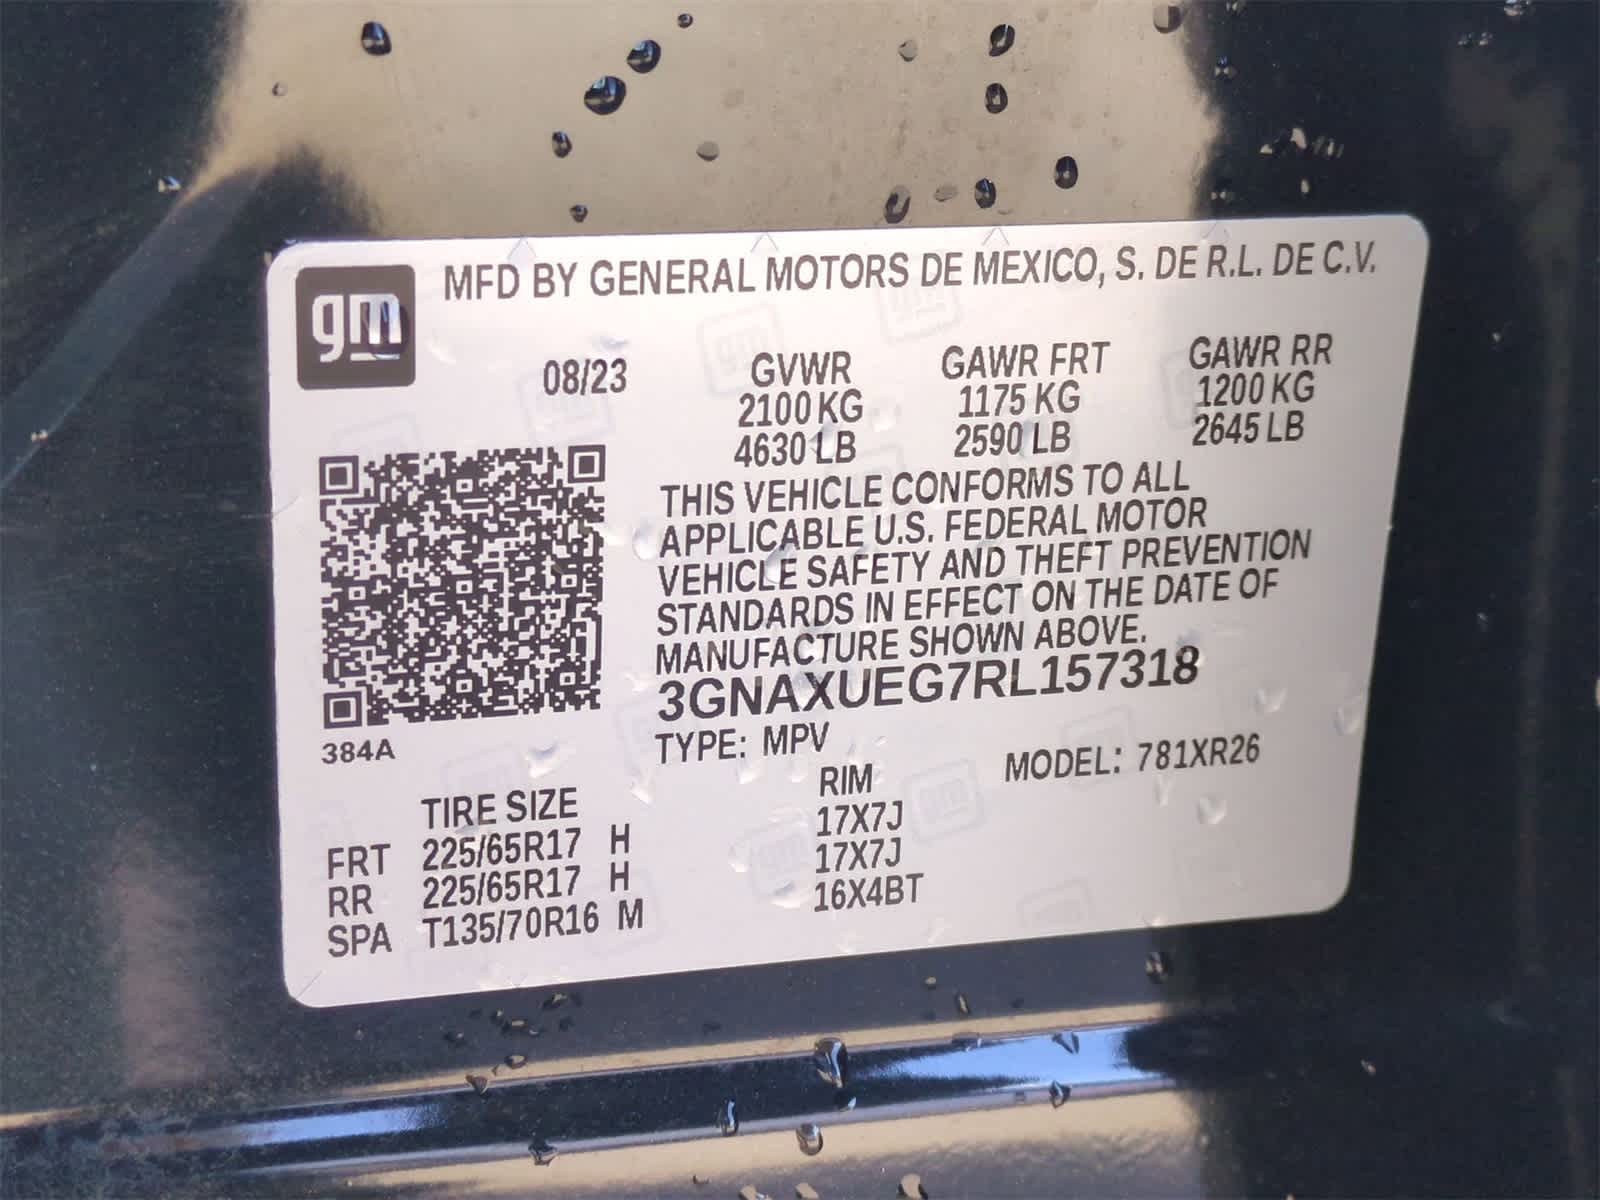 gm
MFD BY GENERAL MOTORS DE MEXICO, S. DE R.L. DE C.V.
08/23 GVWR GAWR FRT GAWR RR
2100 KG 1175 KG 1200 KG
4630 LB 2590 LB 2645 LB
THIS VEHICLE CONFORMS TO ALL
APPLICABLE U.S. FEDERAL MOTOR
VEHICLE SAFETY AND THEFT PREVENTION
STANDARDS IN EFFECT ON THE DATE OF
MANUFACTURE SHOWN ABOVE.
3GNAXUEG7RL157318
384A
TYPE: MPV MODEL: 781XR26
TIRE SIZE RIM
FRT 225/65R17 H 17X7J
RR 225/65R17 H 17X7J
SPA T135/70R16 M 16X4BT